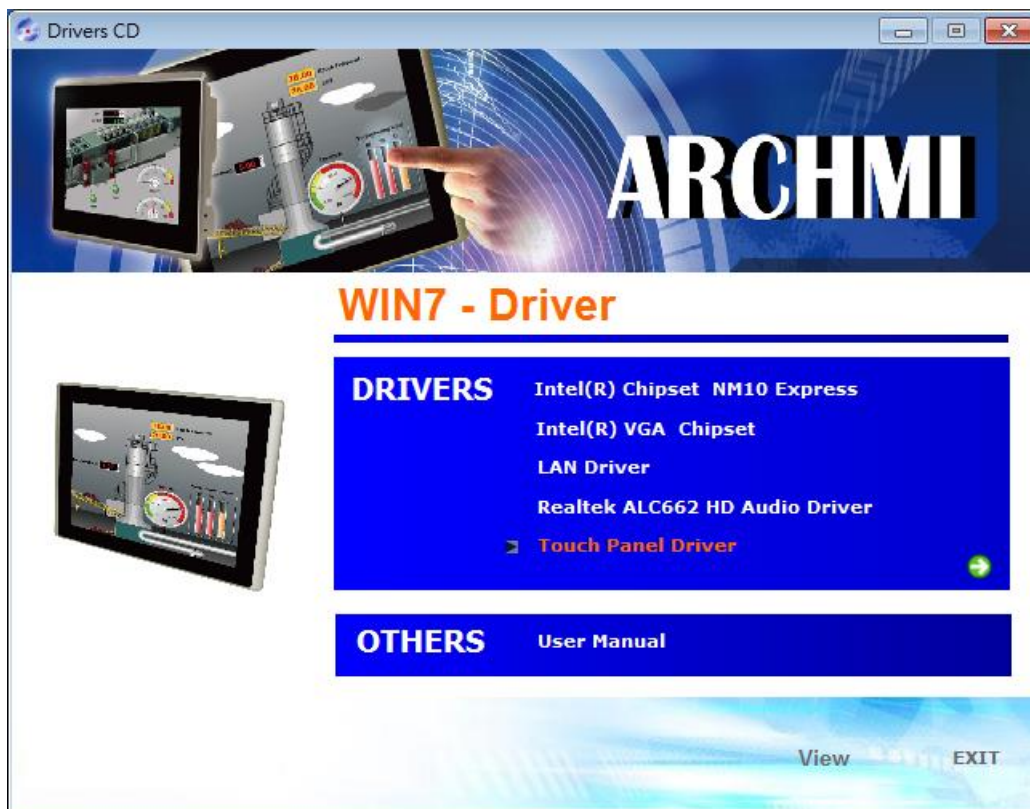 Drivers CD
ARCHMI
WIN7 - Driver
DRIVERS
Intel(R) Chipset  NM10 Express
Intel(R) VGA  Chipset
LAN Driver
Realtek ALC662 HD Audio Driver
Touch Panel Driver
OTHERS
User Manual
View
EXIT